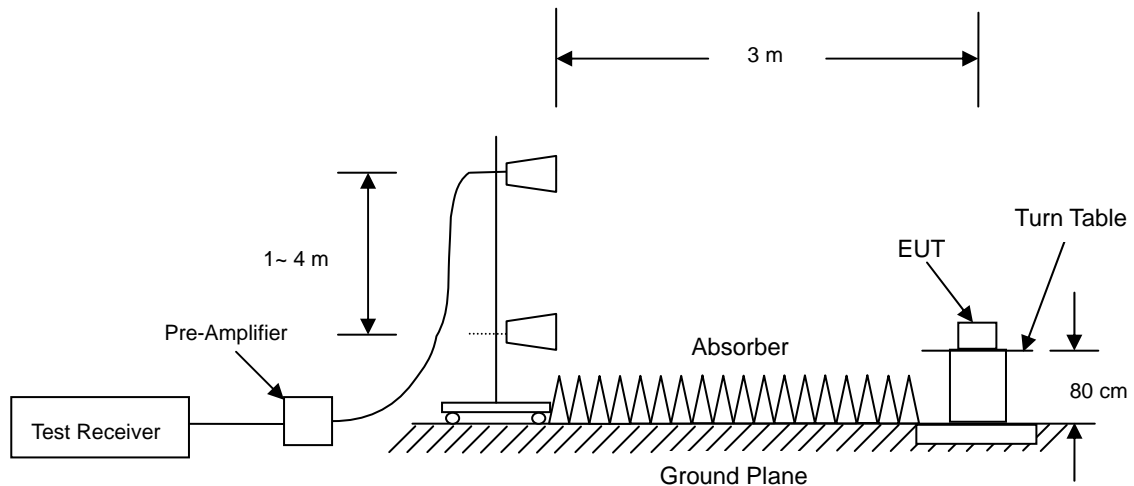 3 m
Turn Table
EUT
1~ 4 m
Pre-Amplifier
Absorber
80 cm
Test Receiver
Ground Plane